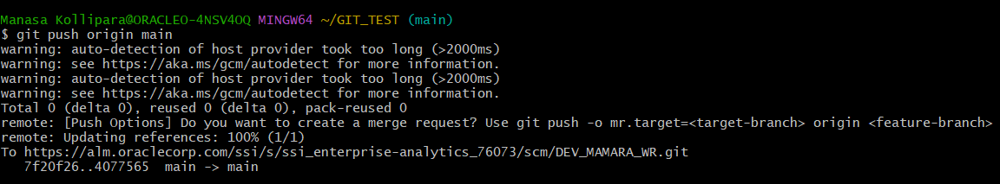 Manasa Kollipara@ORACLEO-4NSV4OQ MINGW64 ~/GIT_TEST (main)
$ git push origin main
warning: auto-detection of host provider took too long (>2000ms)
warning: see https://aka.ms/gcm/autodetect for more information.
warning: auto-detection of host provider took too long (>2000ms)
warning: see https://aka.ms/gcm/autodetect for more information.
Total 0 (delta 0), reused 0 (delta 0), pack-reused 0
remote: [Push Options] Do you want to create a merge request? Use git push -o mr.target=<target-branch> origin <feature-branch>
remote: Updating references: 100% (1/1)
To https://alm.oraclecorp.com/ssi/s/ssi_enterprise-analytics_76073/scm/DEV_MAMARA_WR.git
   7f20f26..4077565  main -> main